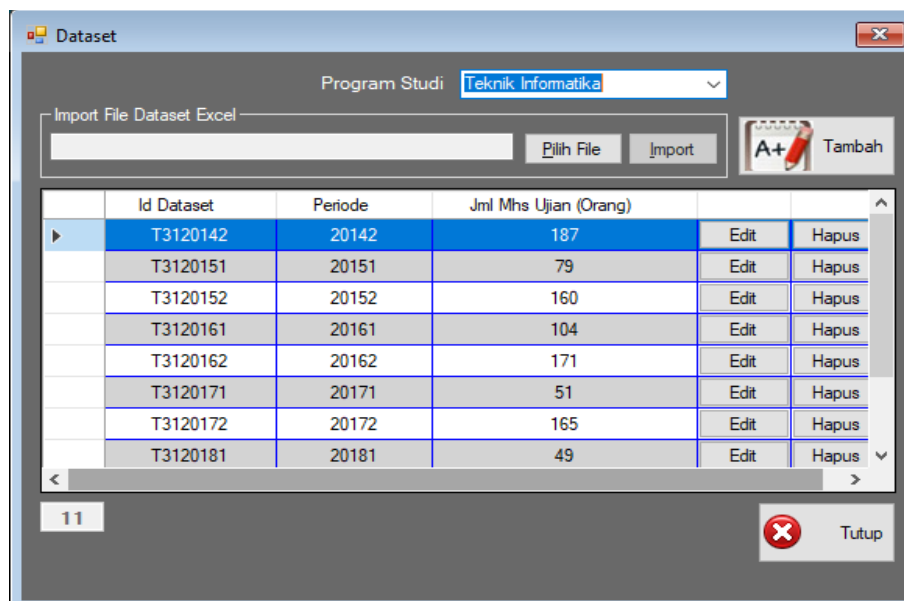 Dataset
Program Studi Teknik Informatika
Import File Dataset Excel
Pilih File Import A+ Tambah
Id Dataset Periode Jml Mhs Ujian (Orang)
T3120142 20142 187 Edit Hapus
T3120151 20151 79 Edit Hapus
T3120152 20152 160 Edit Hapus
T3120161 20161 104 Edit Hapus
T3120162 20162 171 Edit Hapus
T3120171 20171 51 Edit Hapus
T3120172 20172 165 Edit Hapus
T3120181 20181 49 Edit Hapus
11
Tutup